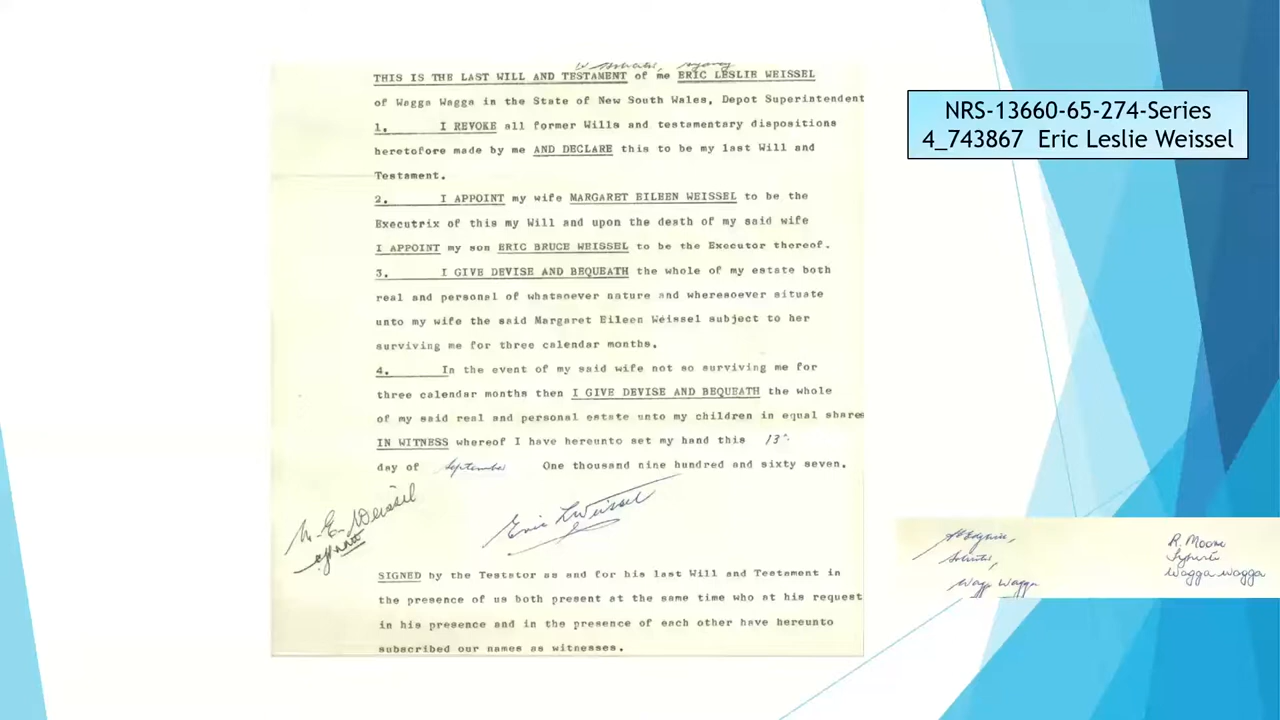 THIS IS THE LAST WILL AND TESTAMENT of me ERIC LESLIE WEISSEL
of Wagga Wagga in the State of New South Wales, Depot Superintendent
1. I REVOKE all former Wills and testamentary dispositions
heretofore made by me AND DECLARE this to be my last Will and
Testament.
2. I APPOINT my wife MARGARET EILEEN WEISSEL to be the
Executrix of this my Will and upon the death of my said wife
I APPOINT my son ERIC BRUCE WEISSEL to be the Executor thereof.
3. I GIVE DEVISE AND BEQUEATH the whole of my estate both
real and personal of whatsoever nature and wheresoever situate
unto my wife the said Margaret Eileen Weissel subject to her
surviving me for three calendar months.
4. In the event of my said wife not so surviving me for
three calendar months then I GIVE DEVISE AND BEQUEATH the whole
of my said real and personal estate unto my children in equal shares
IN WITNESS whereof I have hereunto set my hand this 13th
day of September One thousand nine hundred and sixty seven.
M. E. Weissel
Eric L Weissel
SIGNED by the Testator as and for his last Will and Testament in
the presence of us both present at the same time who at his request
in his presence and in the presence of each other have hereunto
subscribed our names as witnesses.
NRS-13660-65-274-Series
4_743867 Eric Leslie Weissel
Solicitor,
Wagga Wagga
R. Moore
Typiste
Wagga Wagga